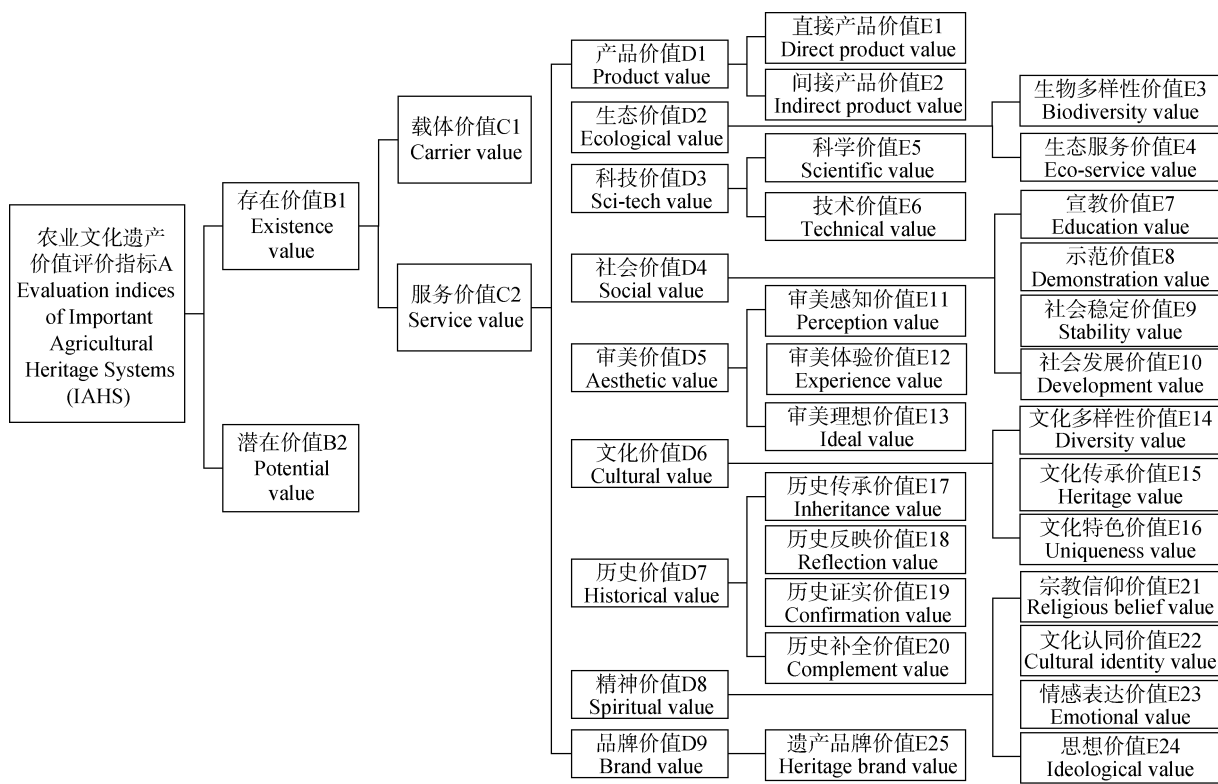 农业文化遗产
价值评价指标A
Evaluation indices
of Important
Agricultural
Heritage Systems
(IAHS)
存在价值B1
Existence
value
潜在价值B2
Potential
value
载体价值C1
Carrier value
服务价值C2
Service value
产品价值D1
Product value
生态价值D2
Ecological value
科技价值D3
Sci-tech value
社会价值D4
Social value
审美价值D5
Aesthetic value
文化价值D6
Cultural value
历史价值D7
Historical value
精神价值D8
Spiritual value
品牌价值D9
Brand value
直接产品价值E1
Direct product value
间接产品价值E2
Indirect product value
生物多样性价值E3
Biodiversity value
生态服务价值E4
Eco-service value
科学价值E5
Scientific value
技术价值E6
Technical value
宣教价值E7
Education value
示范价值E8
Demonstration value
社会稳定价值E9
Stability value
社会发展价值E10
Development value
审美感知价值E11
Perception value
审美体验价值E12
Experience value
审美理想价值E13
Ideal value
文化多样性价值E14
Diversity value
文化传承价值E15
Heritage value
文化特色价值E16
Uniqueness value
历史传承价值E17
Inheritance value
历史反映价值E18
Reflection value
历史证实价值E19
Confirmation value
历史补全价值E20
Complement value
宗教信仰价值E21
Religious belief value
文化认同价值E22
Cultural identity value
情感表达价值E23
Emotional value
思想价值E24
Ideological value
遗产品牌价值E25
Heritage brand value